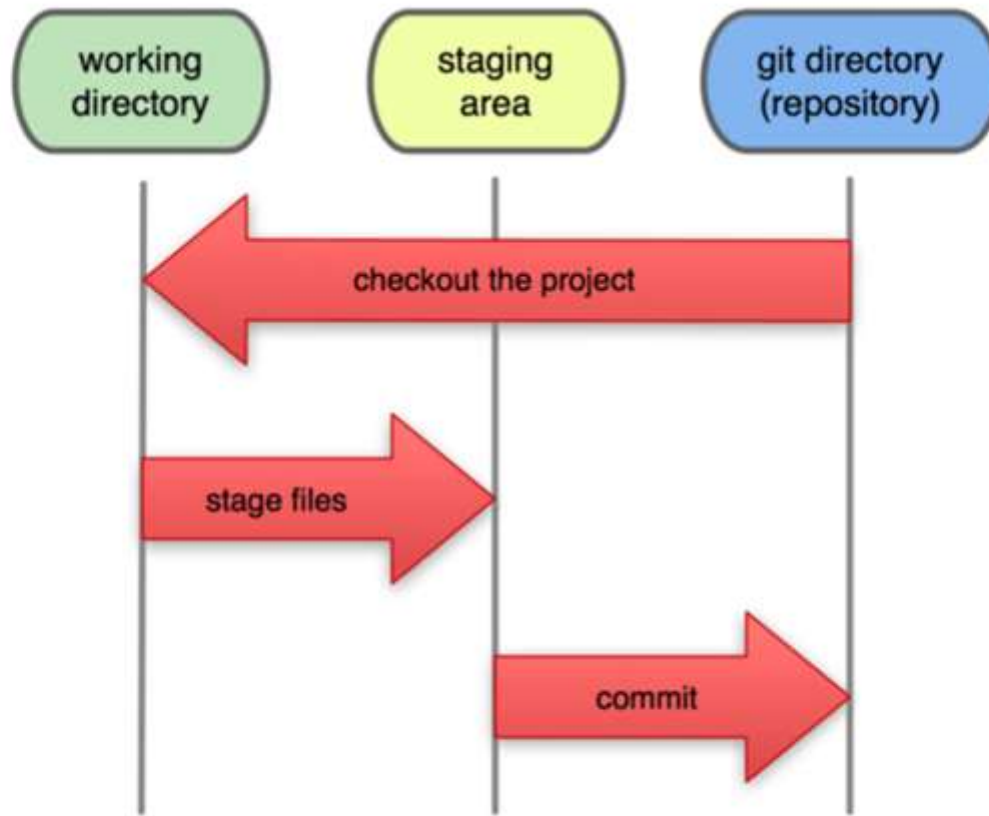 working
directory
staging
area
git directory
(repository)
checkout the project
stage files
commit